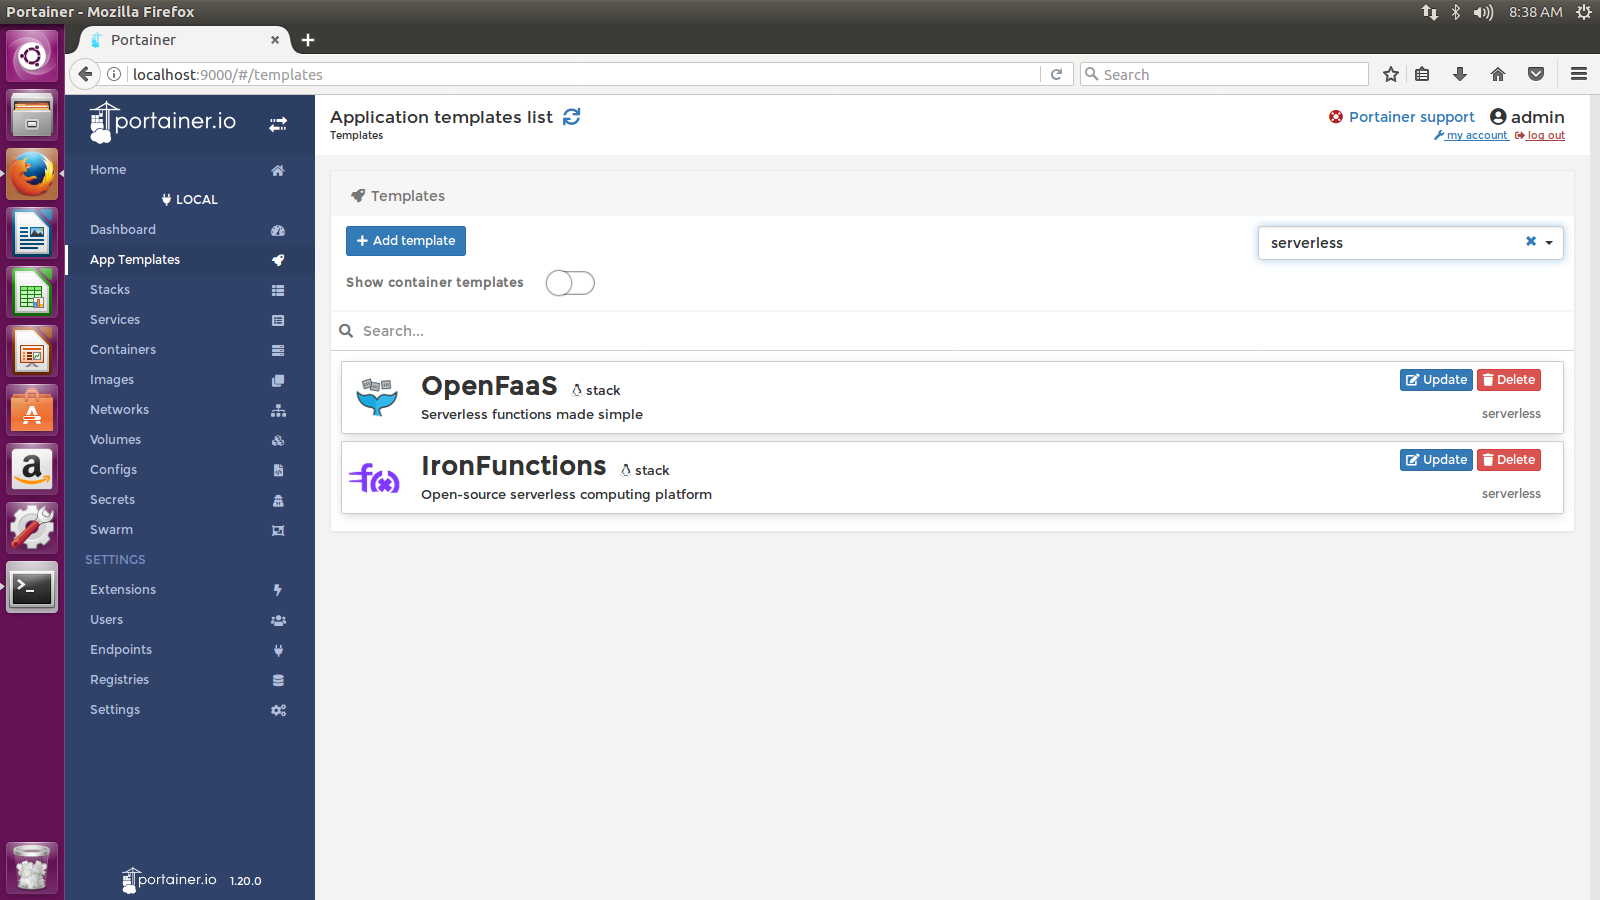 Portainer - Mozilla Firefox
8:38 AM
Portainer
localhost:9000/#/templates
Search
portainer.io
Application templates list
Templates
Portainer support
admin
my account
log out
Home
LOCAL
Dashboard
App Templates
Stacks
Services
Containers
Images
Networks
Volumes
Configs
Secrets
Swarm
SETTINGS
Extensions
Users
Endpoints
Registries
Settings
portainer.io 1.20.0
Templates
Add template
serverless
Show container templates
Search...
OpenFaaS stack
Update Delete
Serverless functions made simple
serverless
f(x)
IronFunctions stack
Update Delete
Open-source serverless computing platform
serverless